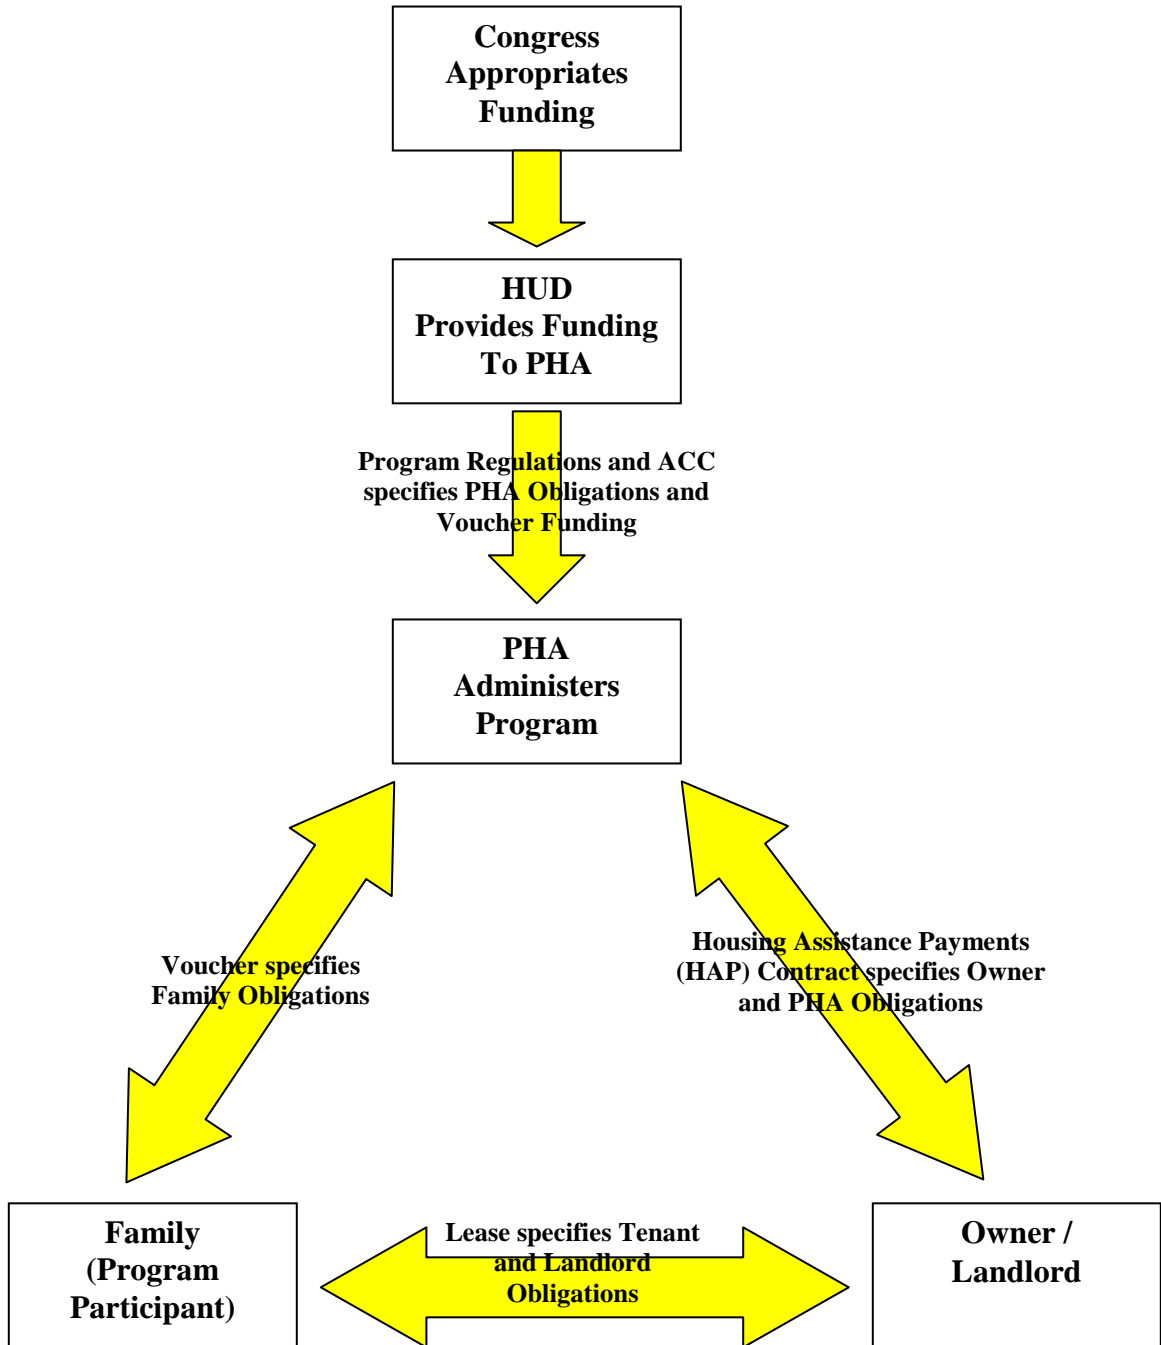 Congress
Appropriates
Funding
HUD
Provides Funding
To PHA
Program Regulations and ACC
specifies PHA Obligations and
Voucher Funding
PHA
Administers
Program
Voucher specifies
Family Obligations
Housing Assistance Payments
(HAP) Contract specifies Owner
and PHA Obligations
Family
(Program
Participant)
Lease specifies Tenant
and Landlord
Obligations
Owner /
Landlord